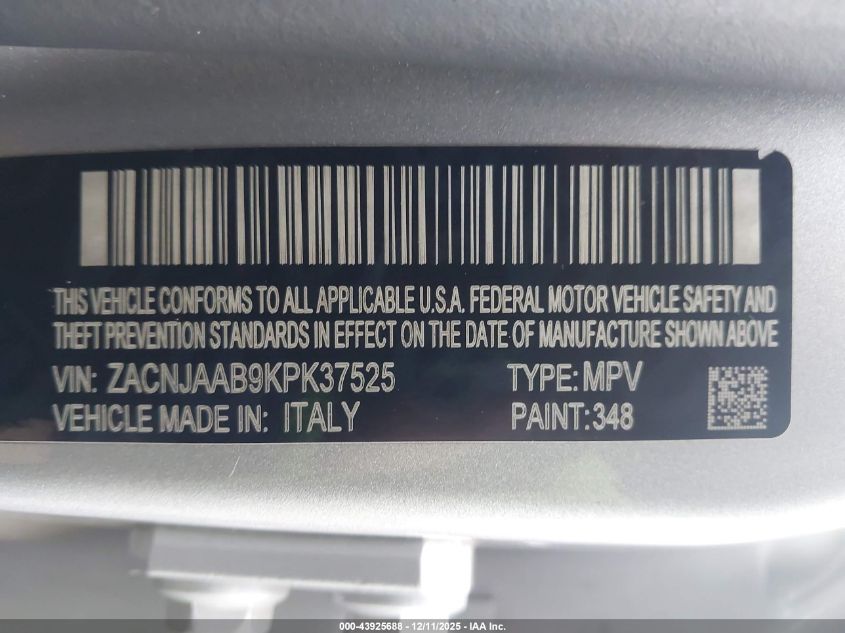 THIS VEHICLE CONFORMS TO ALL APPLICABLE U.S.A. FEDERAL MOTOR VEHICLE SAFETY AND
THEFT PREVENTION STANDARDS IN EFFECT ON THE DATE OF MANUFACTURE SHOWN ABOVE
VIN: ZACNJAAB9KPK37525 TYPE: MPV
VEHICLE MADE IN: ITALY PAINT: 348
000-43925688 - 12/11/2025 - IAA Inc.